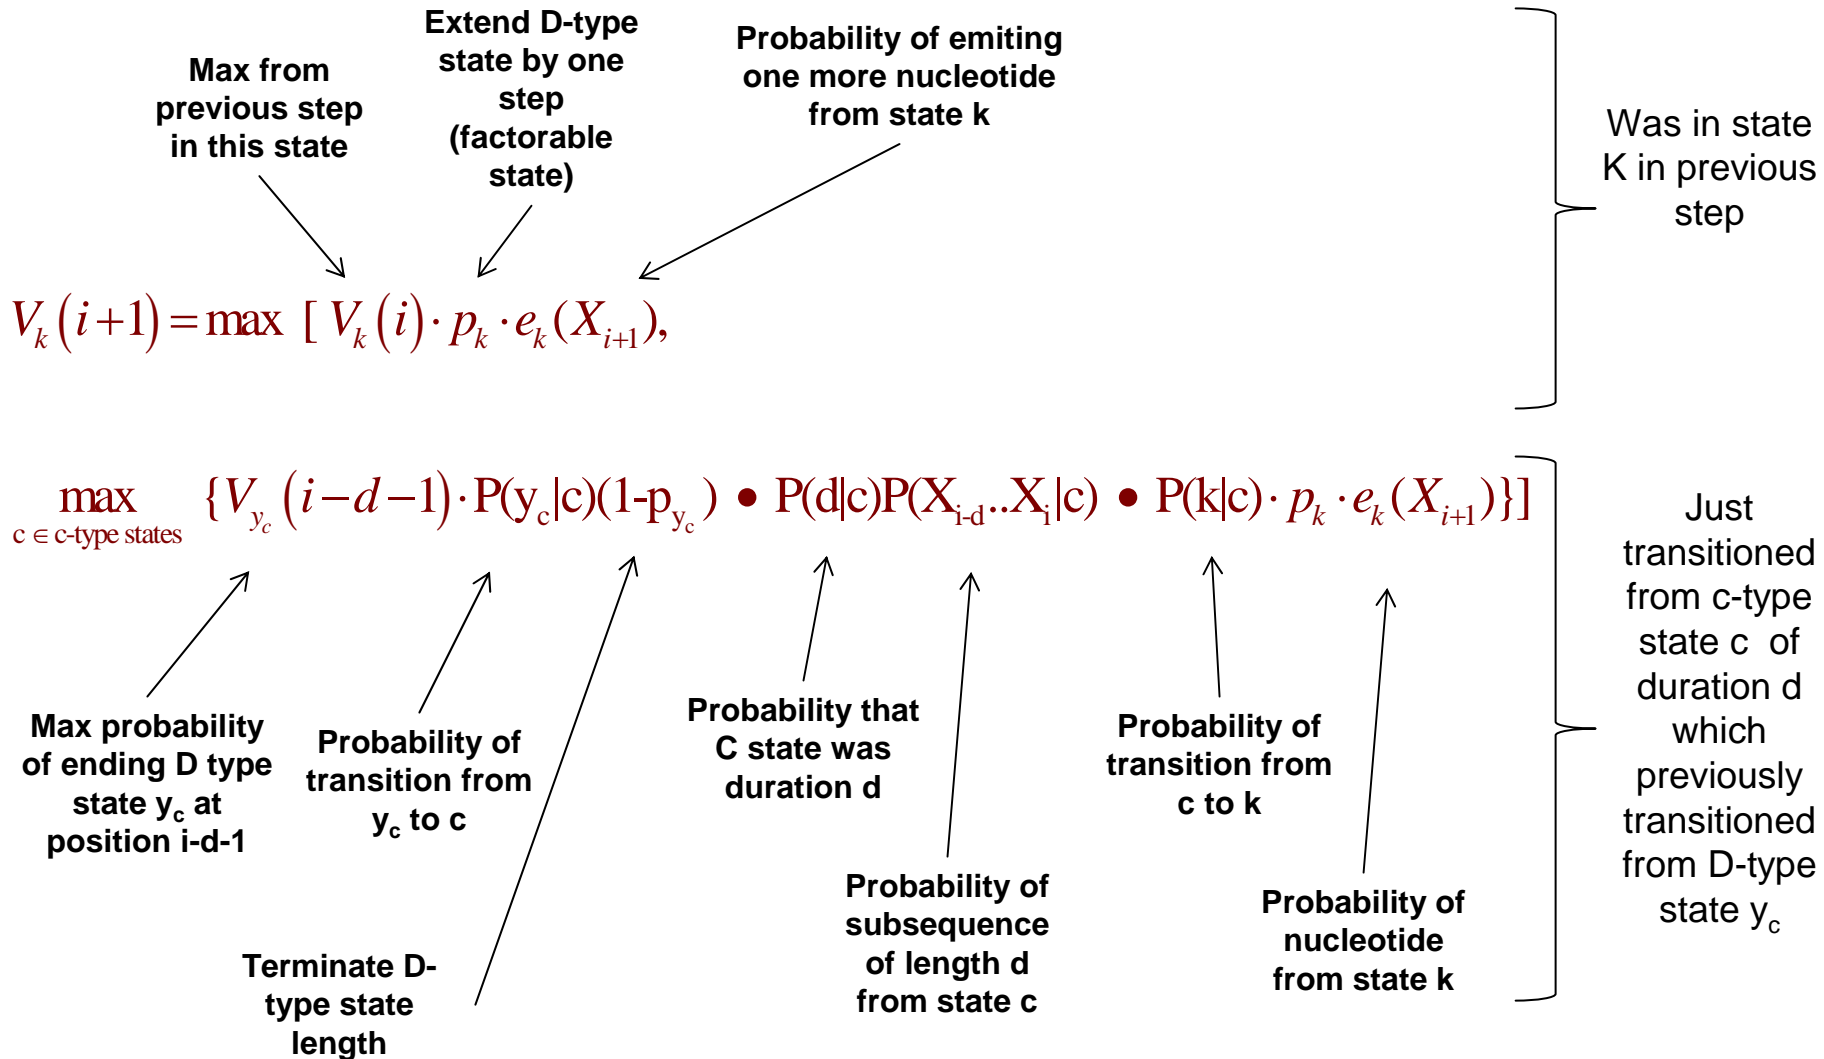 Max from
previous step
in this state
Extend D-type
state by one
step
(factorable
state)
Probability of emiting
one more nucleotide
from state k
Was in state
K in previous
step
V_k(i+1) = max [ V_k(i) · p_k · e_k(X_{i+1}),
max {V_{y_c}(i−d−1) · P(y_c|c)(1-p_{y_c}) • P(d|c)P(X_{i-d}..X_i|c) • P(k|c) · p_k · e_k(X_{i+1})}]
c ∈ c-type states
Max probability
of ending D type
state y_c at
position i-d-1
Probability of
transition from
y_c to c
Terminate D-
type state
length
Probability that
C state was
duration d
Probability of
subsequence
of length d
from state c
Probability of
transition from
c to k
Probability of
nucleotide
from state k
Just
transitioned
from c-type
state c of
duration d
which
previously
transitioned
from D-type
state y_c